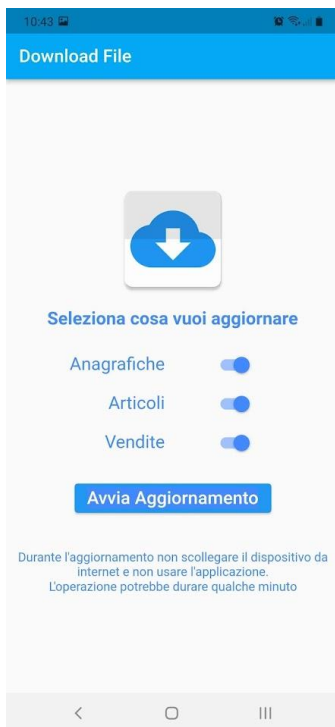 10:43
Download File
Seleziona cosa vuoi aggiornare
Anagrafiche
Articoli
Vendite
Avvia Aggiornamento
Durante l'aggiornamento non scollegare il dispositivo da
internet e non usare l'applicazione.
L'operazione potrebbe durare qualche minuto